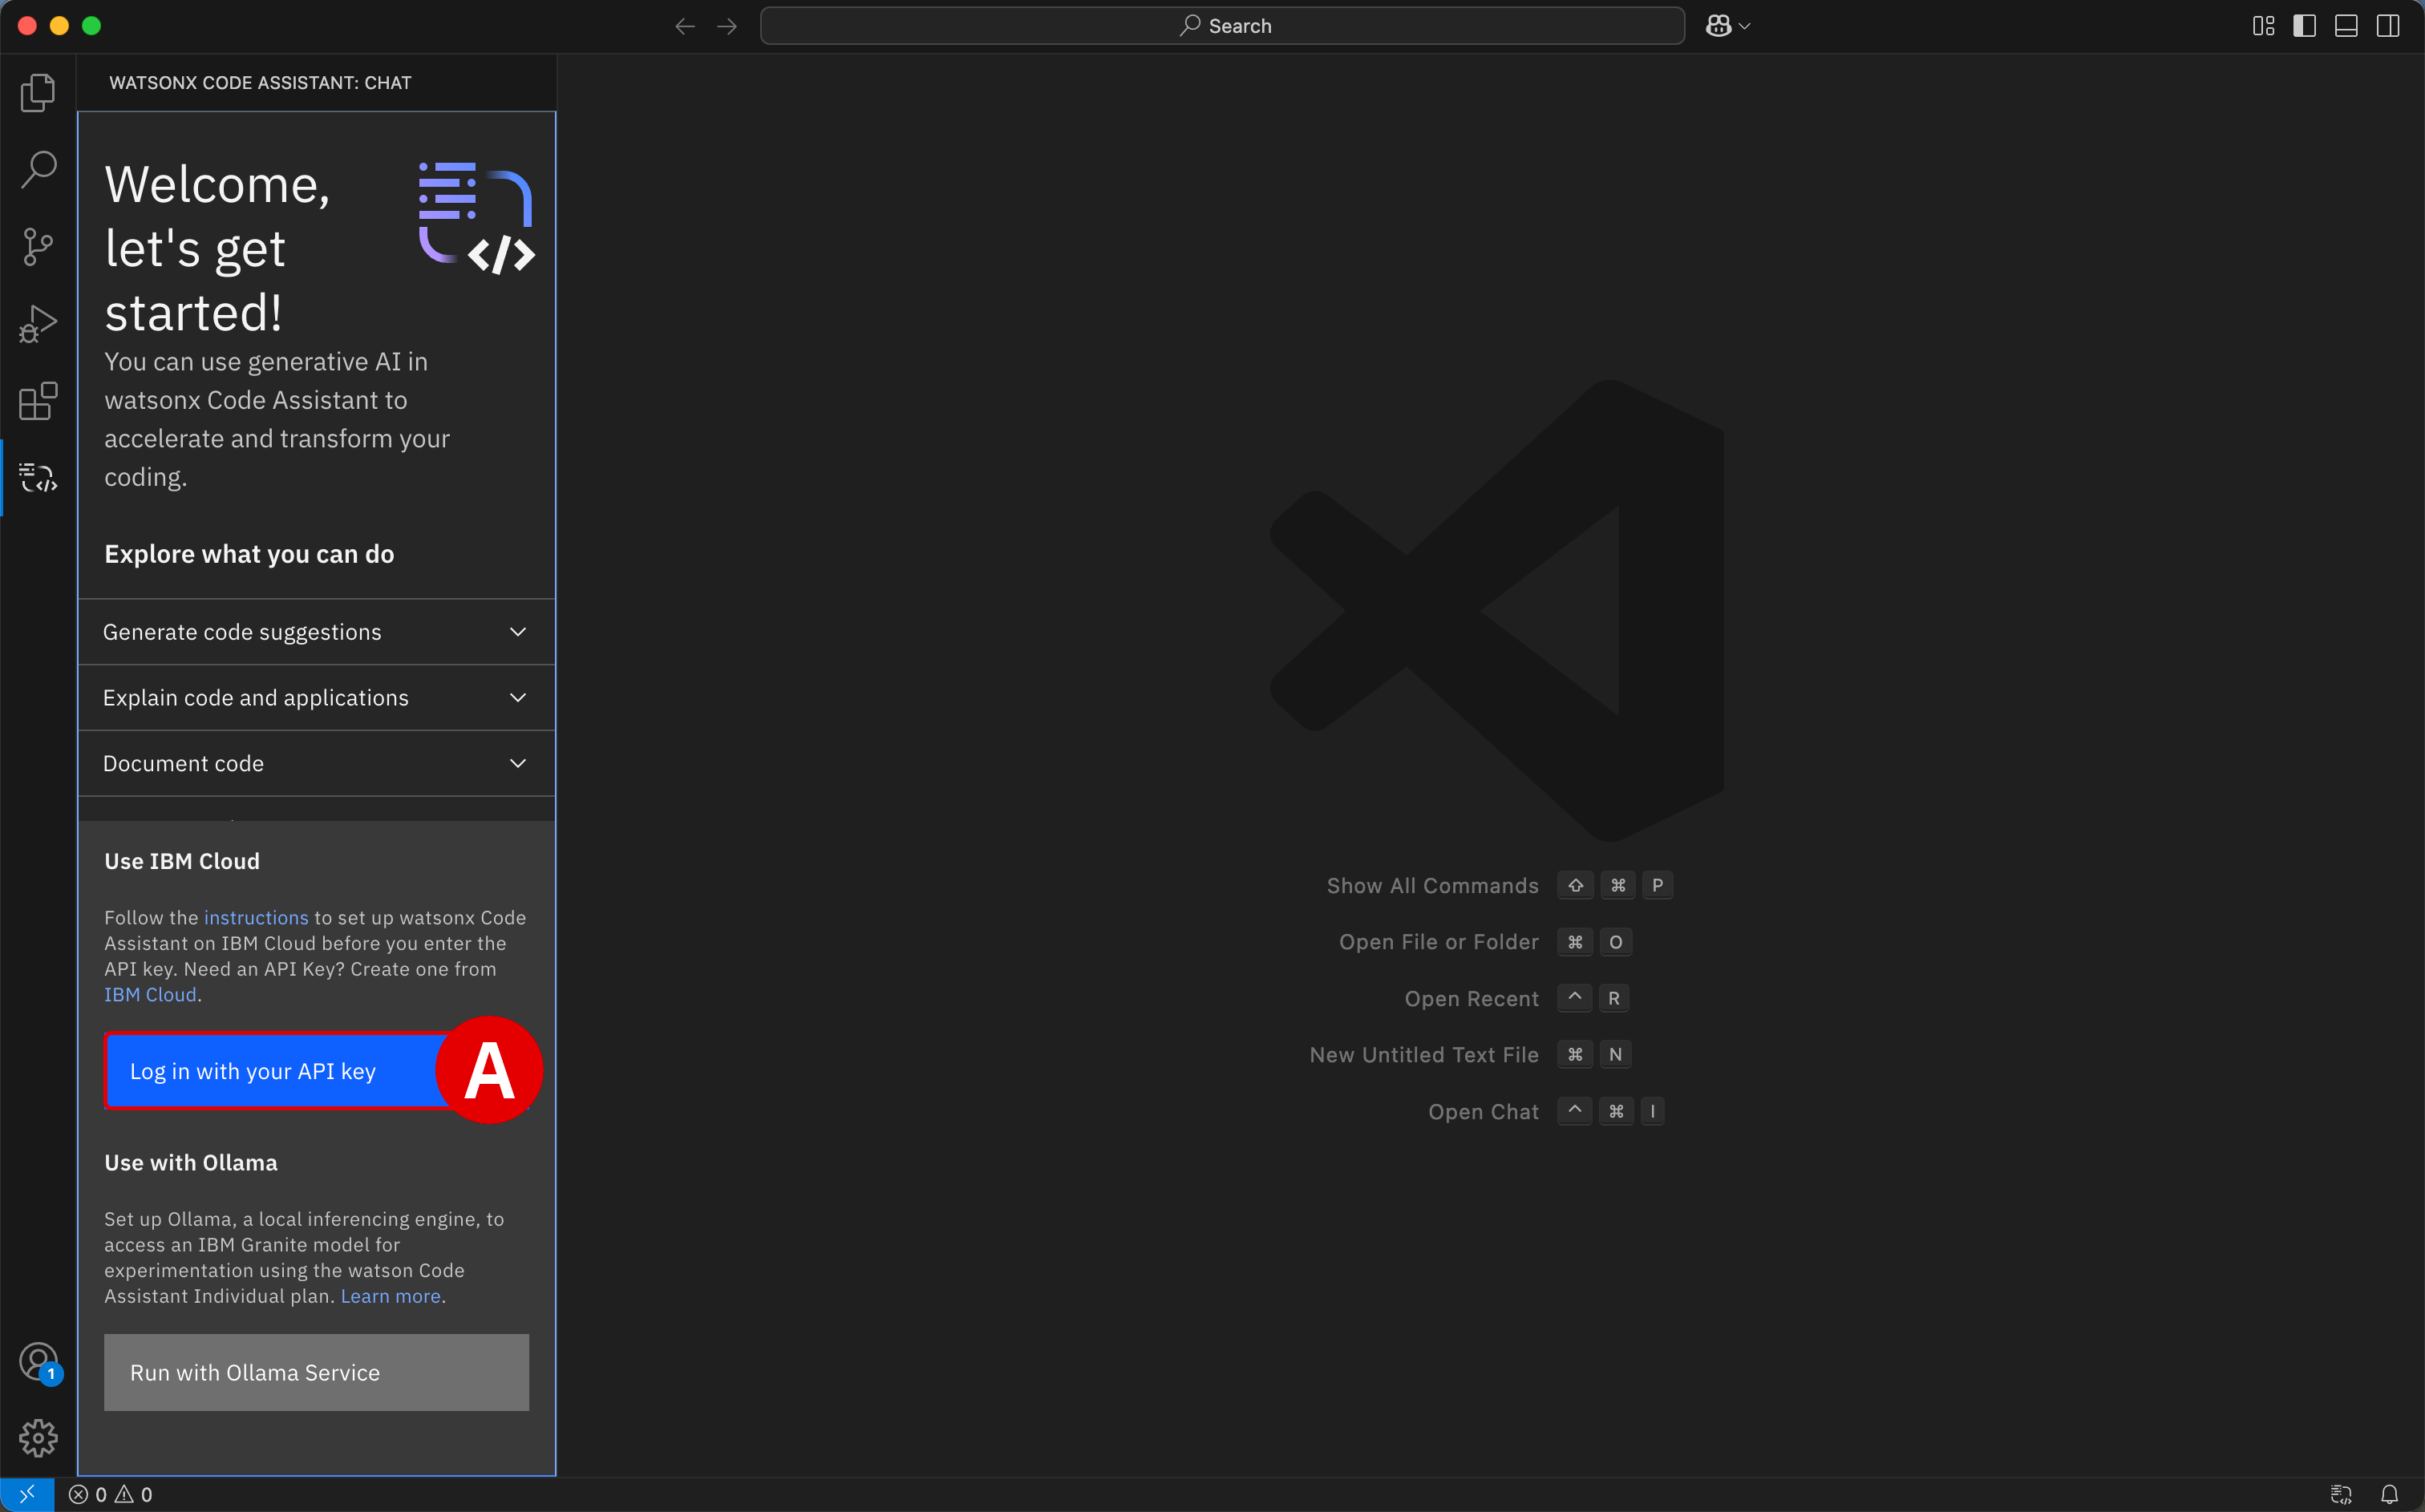 Search
WATSONX CODE ASSISTANT: CHAT
Welcome,
let's get
started!
You can use generative AI in
watsonx Code Assistant to
accelerate and transform your
coding.
Explore what you can do
Generate code suggestions
Explain code and applications
Document code
Use IBM Cloud
Follow the instructions to set up watsonx Code
Assistant on IBM Cloud before you enter the
API key. Need an API Key? Create one from
IBM Cloud.
Log in with your API key
A
Use with Ollama
Set up Ollama, a local inferencing engine, to
access an IBM Granite model for
experimentation using the watson Code
Assistant Individual plan. Learn more.
Run with Ollama Service
1
Show All Commands ⇧ ⌘ P
Open File or Folder ⌘ O
Open Recent ^ R
New Untitled Text File ⌘ N
Open Chat ^ ⌘ I
0 0